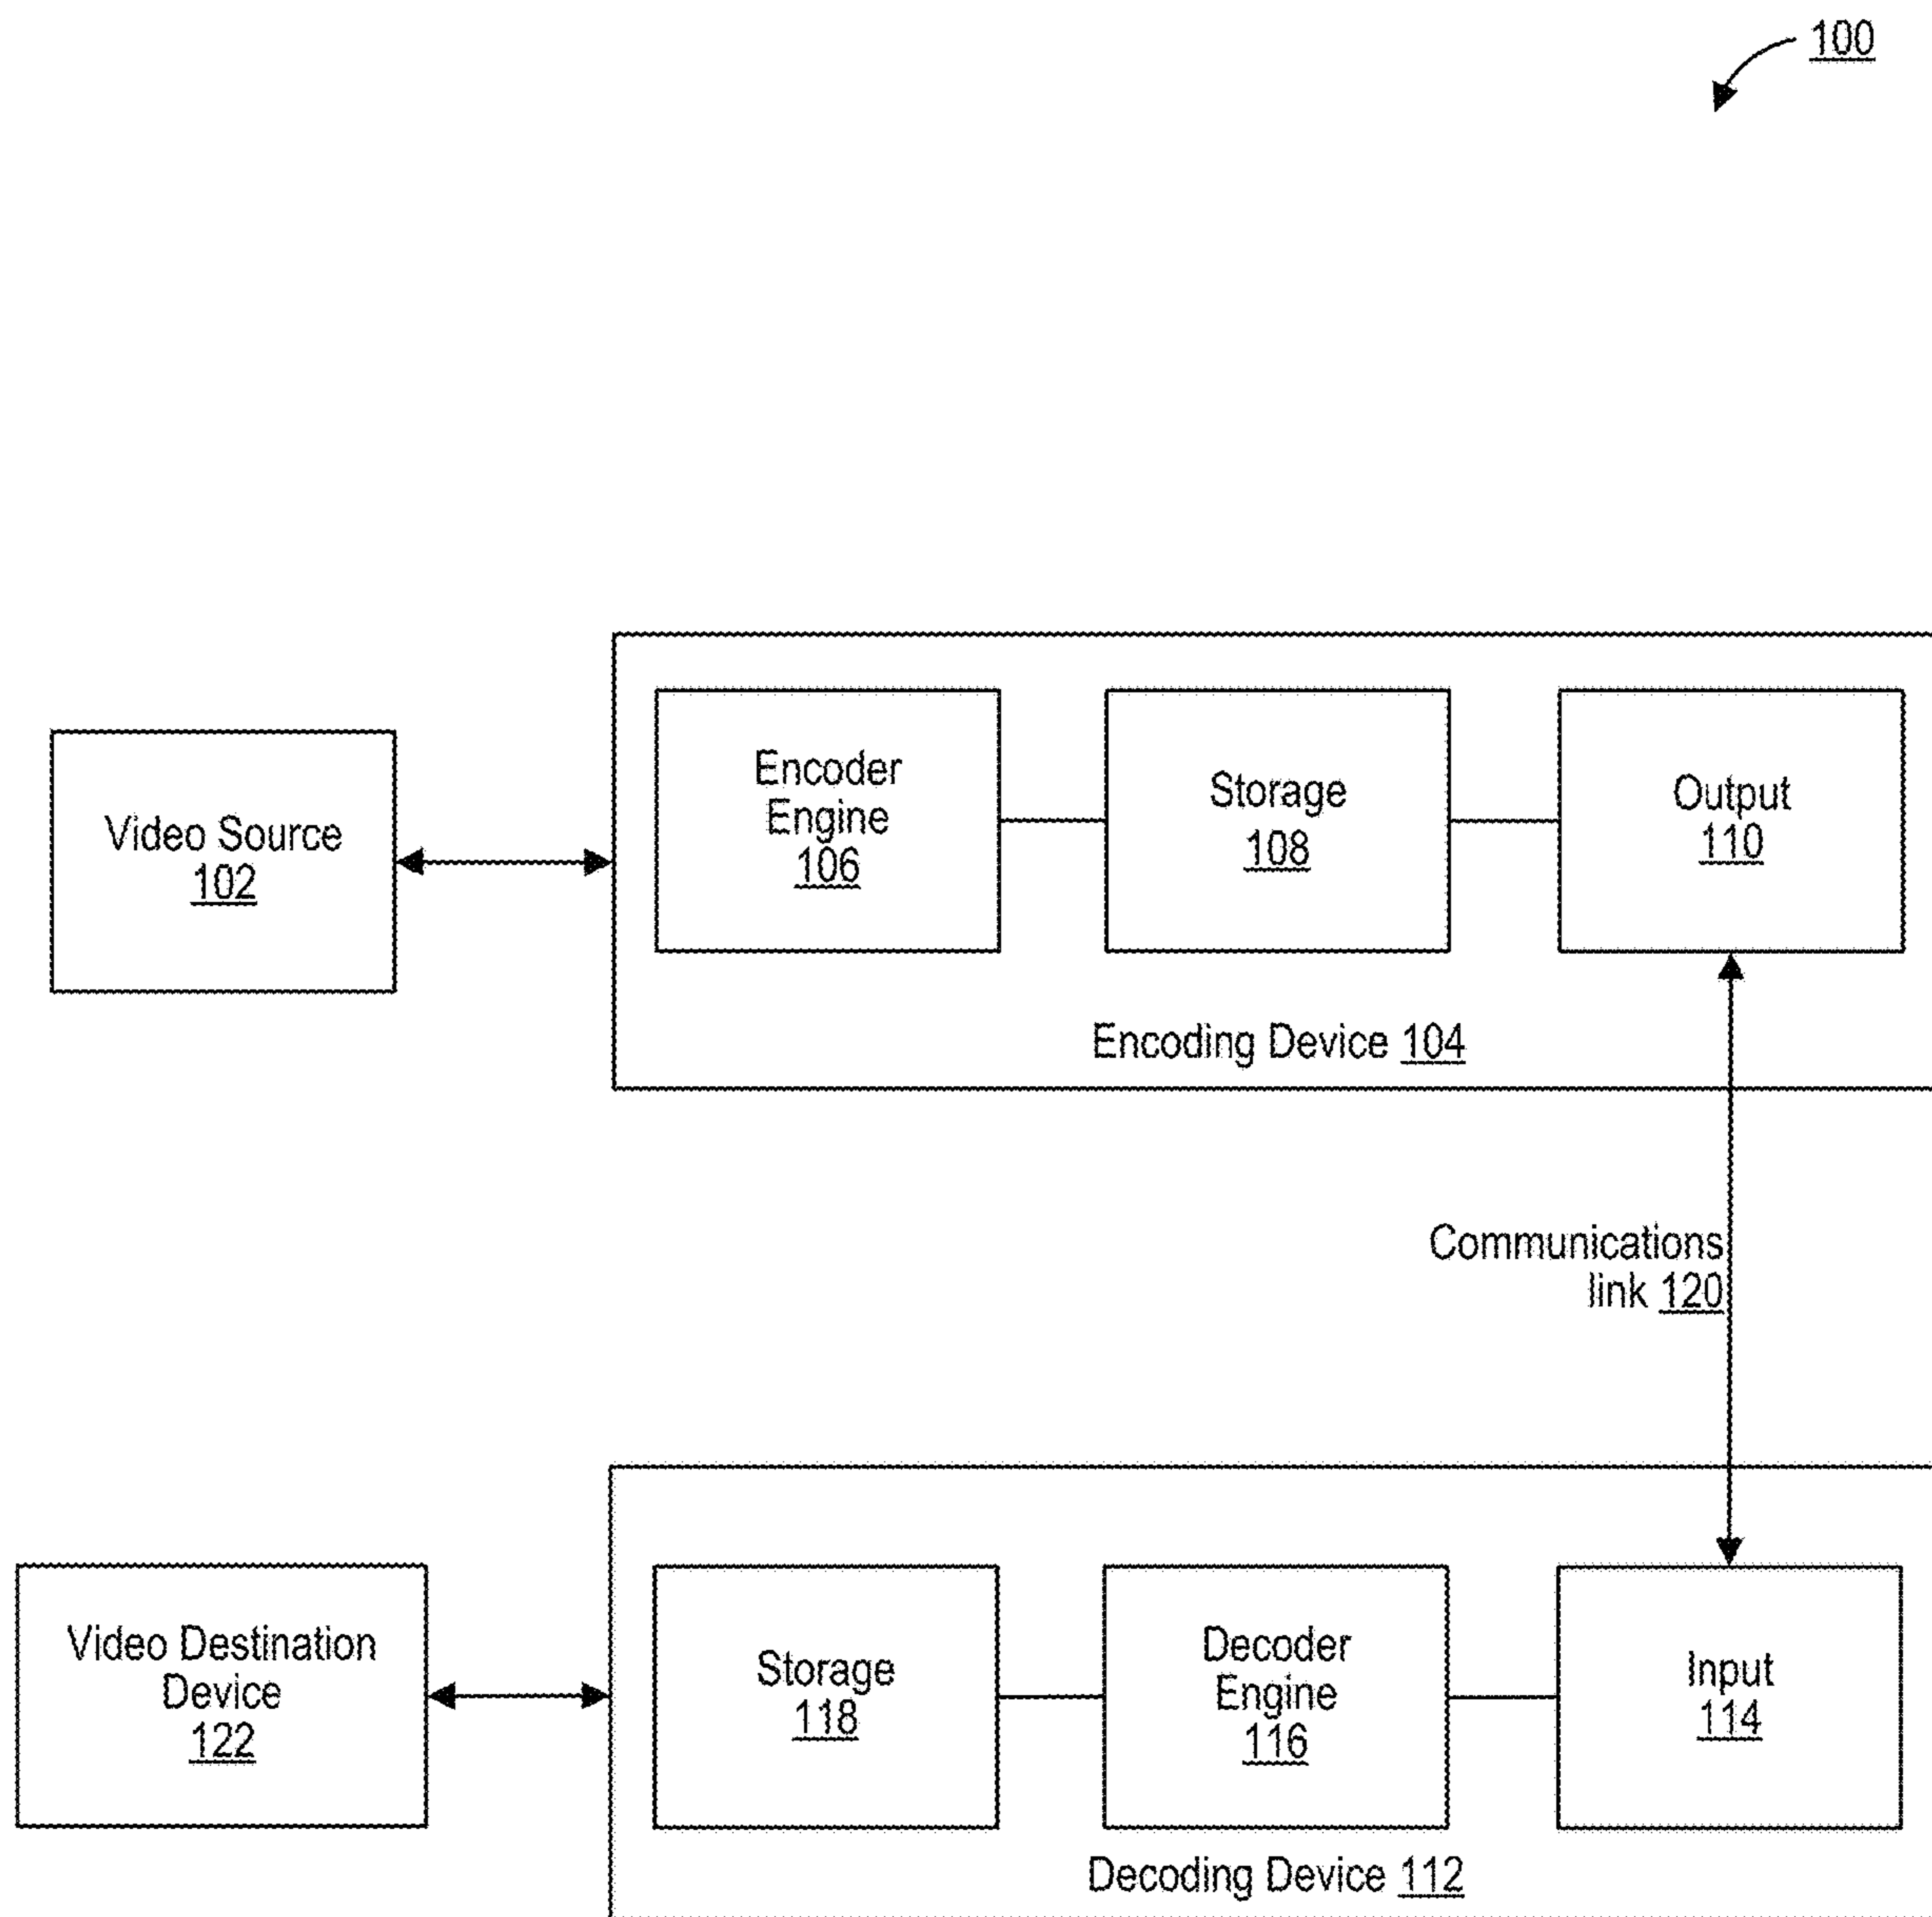 100
Video Source
102
Encoder
Engine
106
Storage
108
Output
110
Encoding Device 104
Communications
link 120
Video Destination
Device
122
Storage
118
Decoder
Engine
116
Input
114
Decoding Device 112